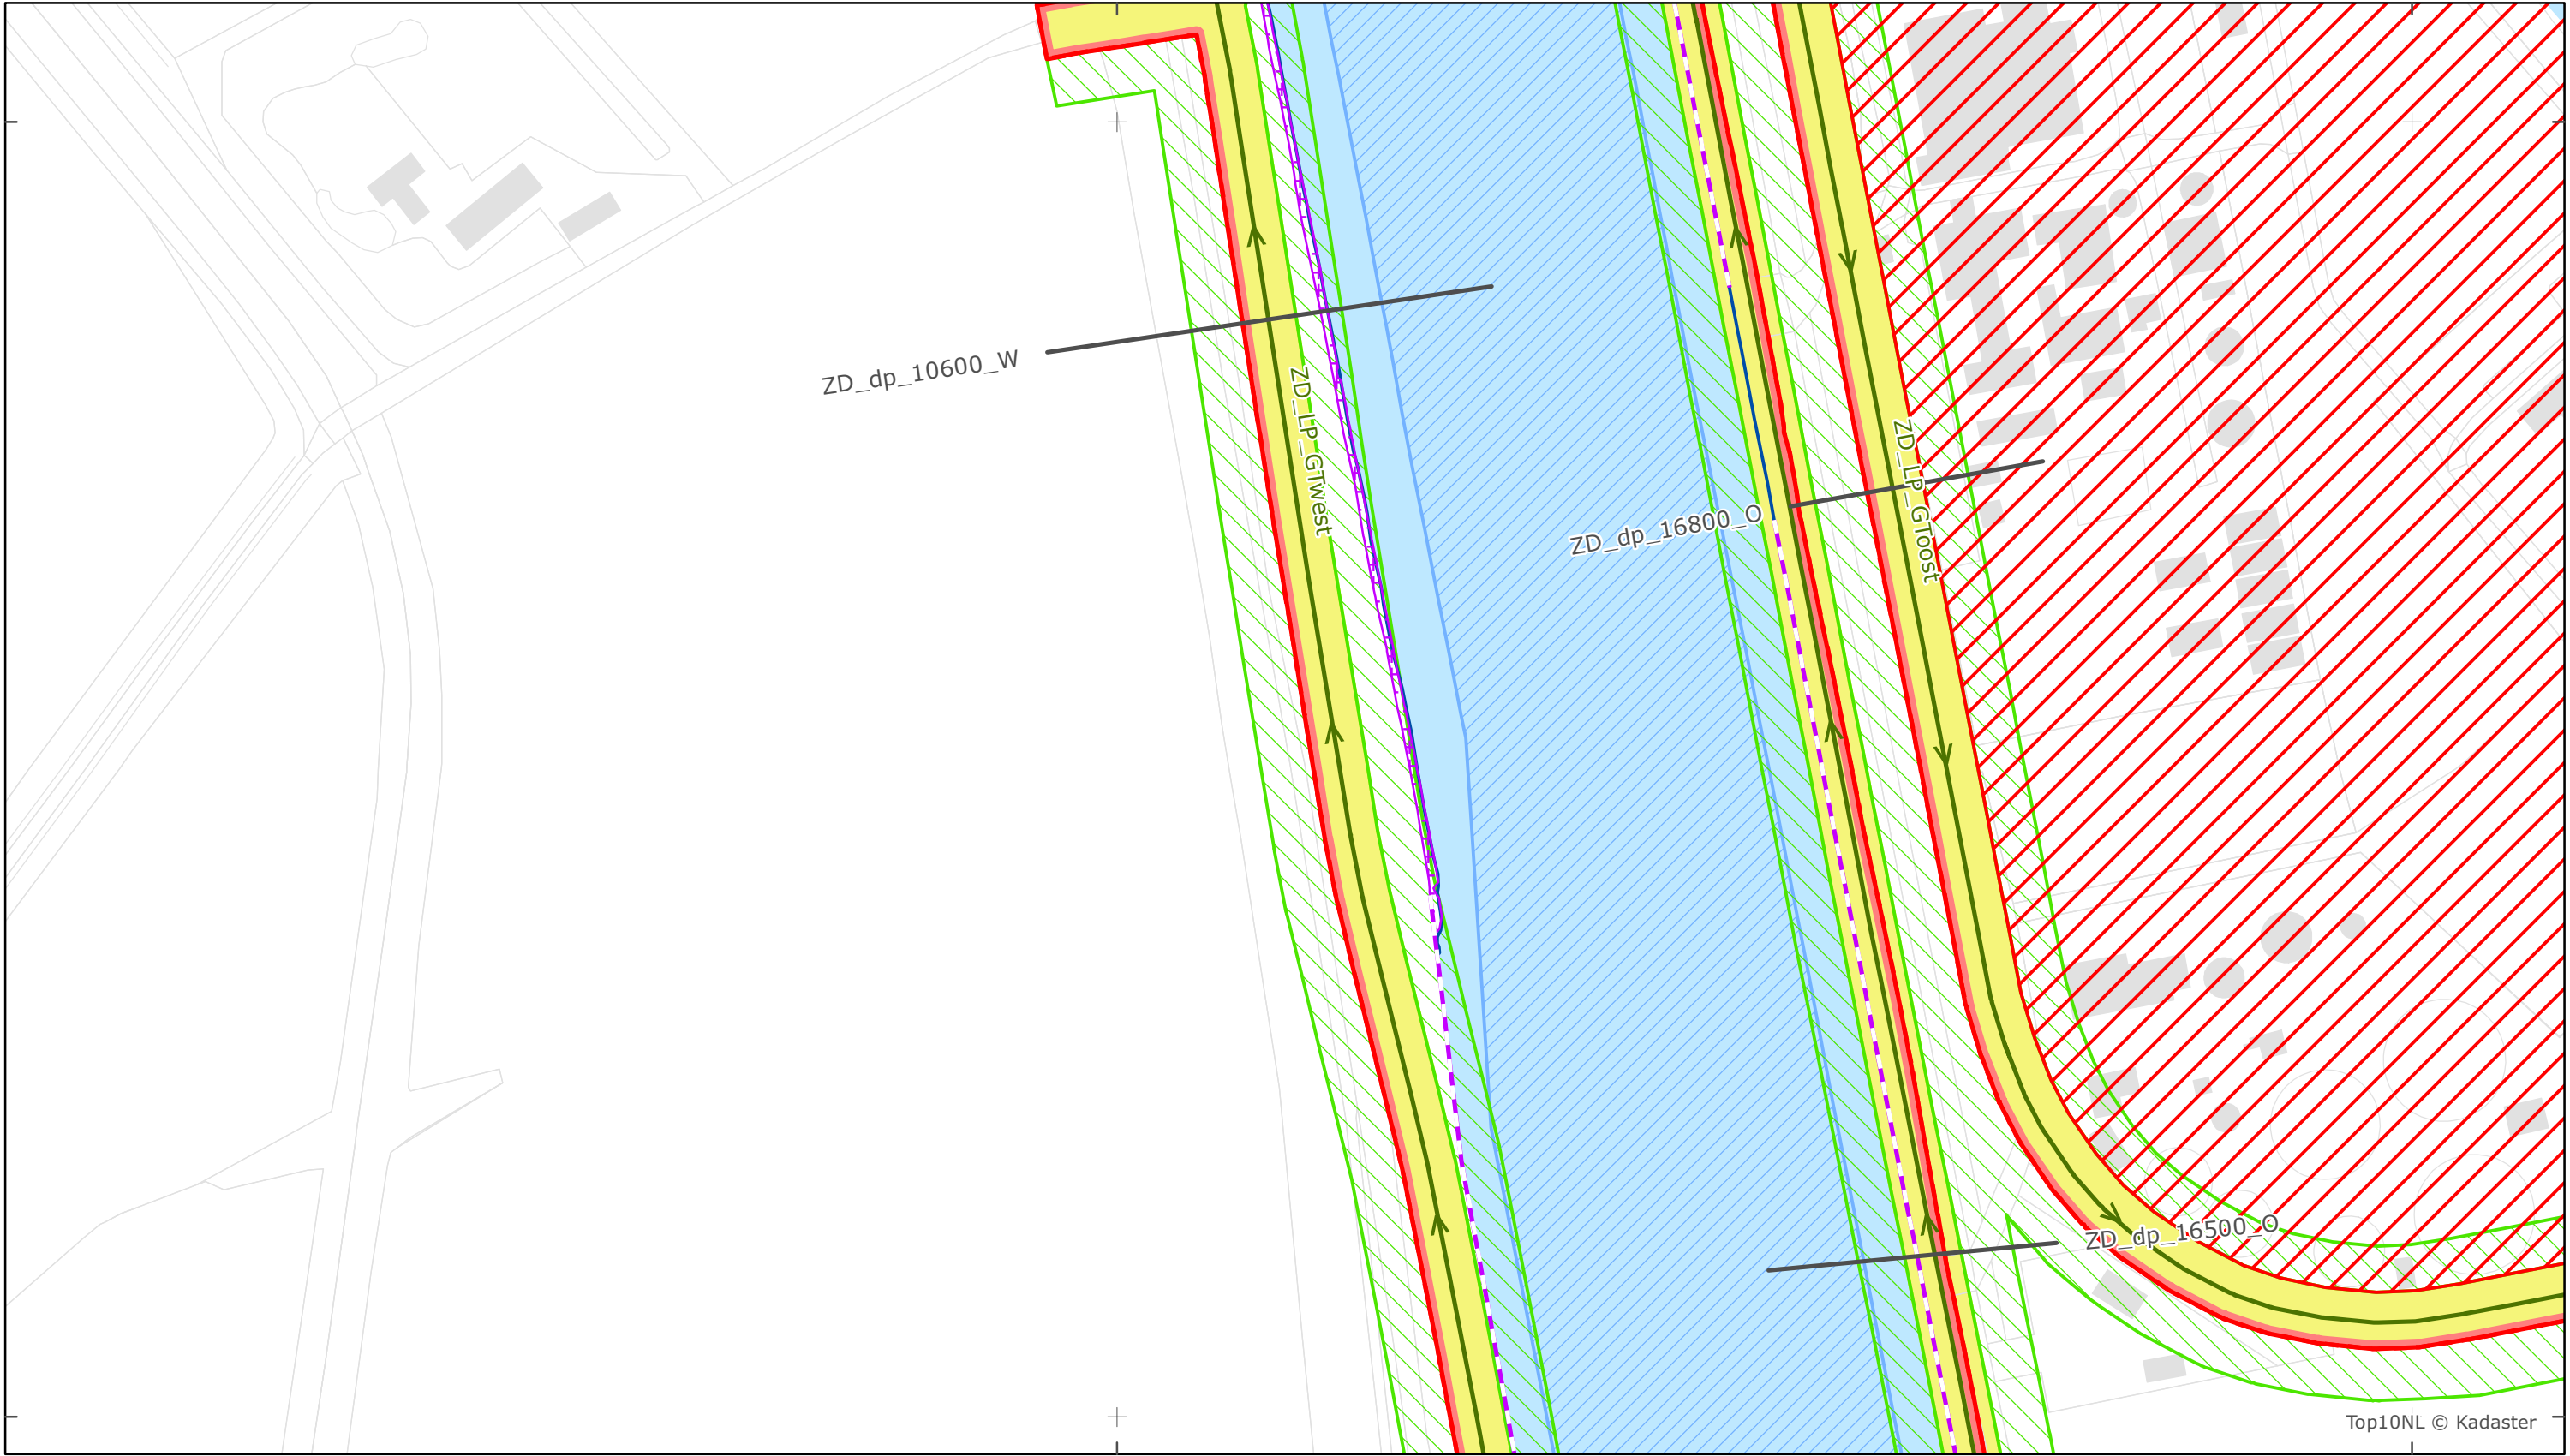 ZD_dp_10600_W
ZD_LP_GTwest
ZD_LP_GToost
ZD_dp_16800_O
ZD_dp_16500_O
Top10NL © Kadaster